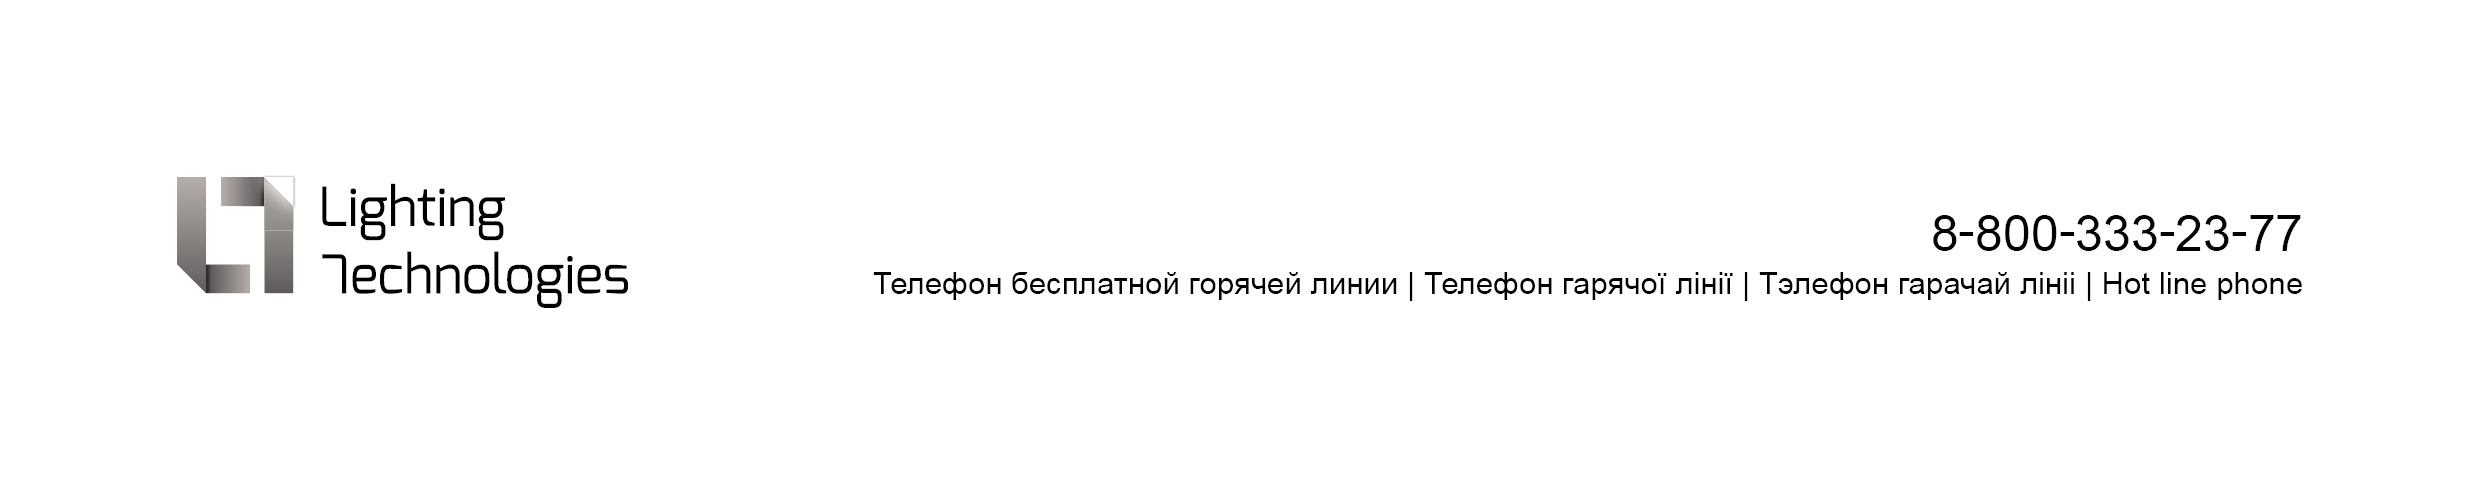 Lighting
Technologies
8-800-333-23-77
Телефон бесплатной горячей линии | Телефон гарячої лінії | Тэлефон гарачай лініі | Hot line phone